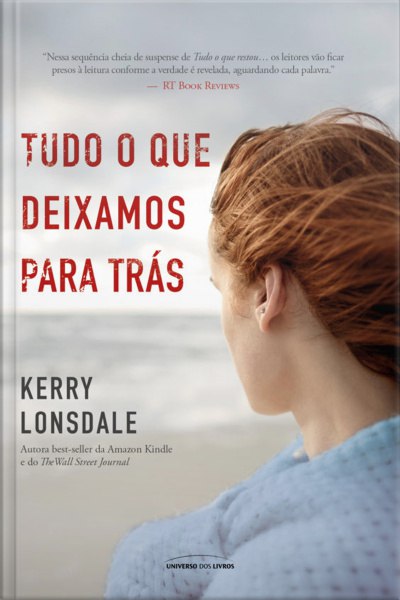 “Nessa sequência cheia de suspense de Tudo o que restou… os leitores vão ficar
presos à leitura conforme a verdade é revelada, aguardando cada palavra.”
— RT Book Reviews
TUDO O QUE
DEIXAMOS
PARA TRÁS
KERRY
LONSDALE
Autora best-seller da Amazon Kindle
e do The Wall Street Journal
UNIVERSO DOS LIVROS